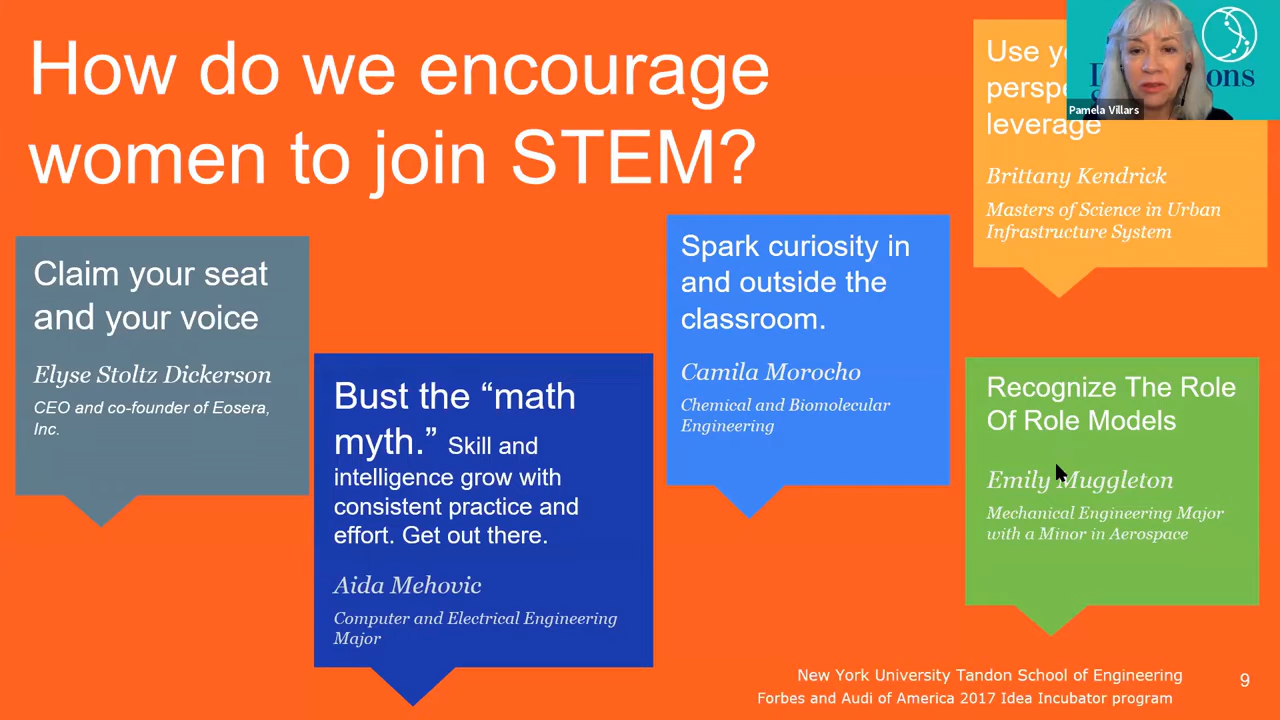 How do we encourage
women to join STEM?
Claim your seat
and your voice
Elyse Stoltz Dickerson
CEO and co-founder of Eosera,
Inc.
Bust the “math
myth.” Skill and
intelligence grow with
consistent practice and
effort. Get out there.
Aida Mehovic
Computer and Electrical Engineering
Major
Spark curiosity in
and outside the
classroom.
Camila Morocho
Chemical and Biomolecular
Engineering
Use
leverage
Brittany Kendrick
Masters of Science in Urban
Infrastructure System
Pamela Villars
Recognize The Role
Of Role Models
Emily Muggleton
Mechanical Engineering Major
with a Minor in Aerospace
New York University Tandon School of Engineering
Forbes and Audi of America 2017 Idea Incubator program
9